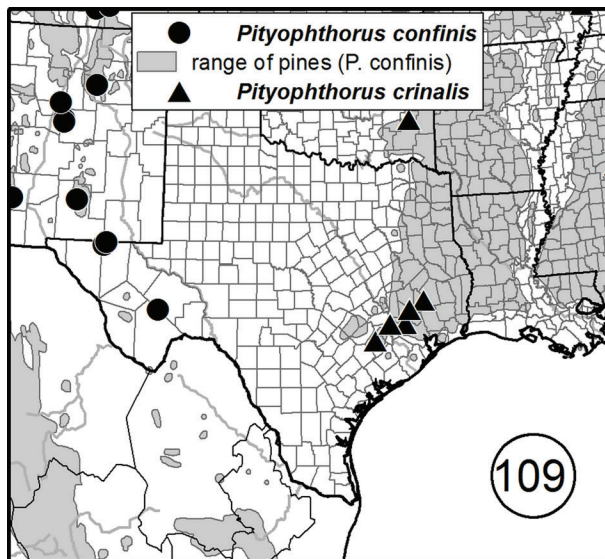 Pityophthorus confinis
range of pines (P. confinis)
Pityophthorus crinalis
109